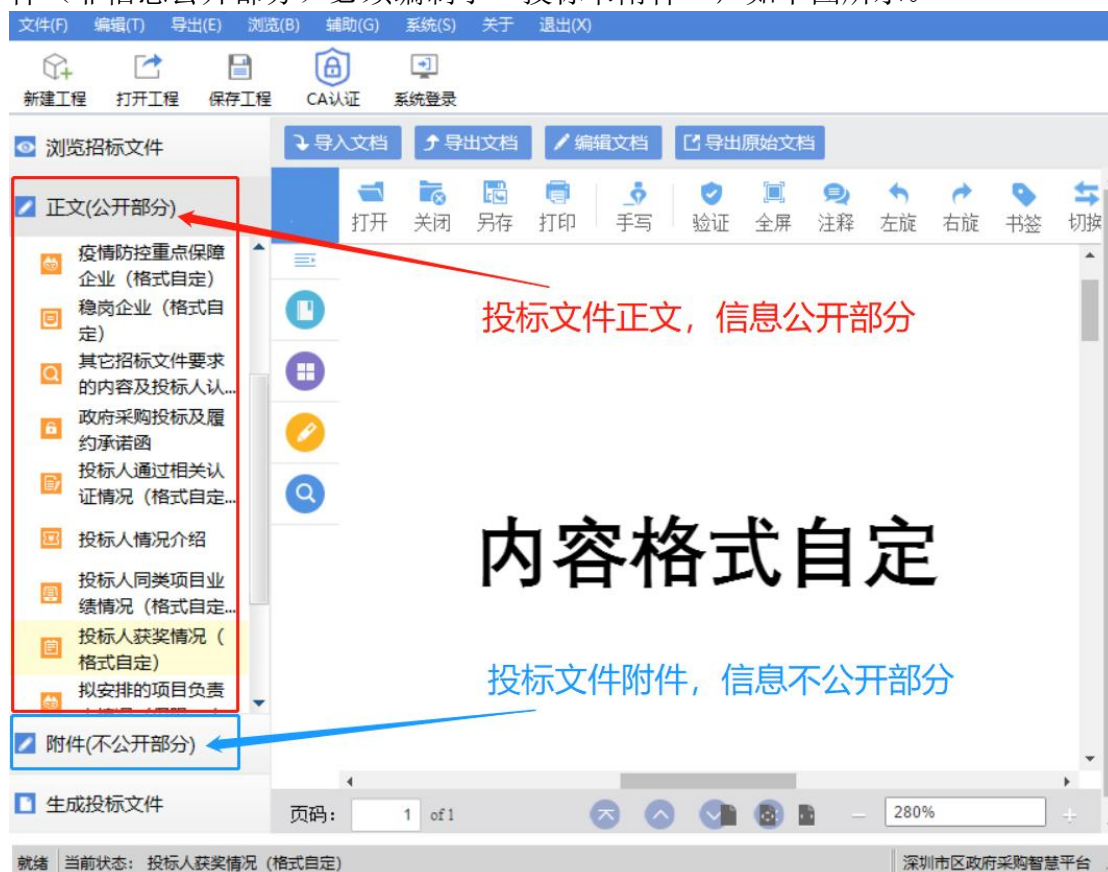 文件(F) 编辑(T) 导出(E) 浏览(B) 辅助(G) 系统(S) 关于 退出(X)
新建工程 打开工程 保存工程 CA认证 系统登录
浏览招标文件
导入文档 导出文档 编辑文档 导出原始文档
正文(公开部分)
打开 关闭 另存 打印 手写 验证 全屏 注释 左旋 右旋 书签 切换
疫情防控重点保障
企业（格式自定）
稳岗企业（格式自
定）
其它招标文件要求
的内容及投标人认...
政府采购投标及履
约承诺函
投标人通过相关认
证情况（格式自定...
投标人情况介绍
投标人同类项目业
绩情况（格式自定...
投标人获奖情况（
格式自定）
拟安排的项目负责
投标文件正文，信息公开部分
内容格式自定
投标文件附件，信息不公开部分
附件(不公开部分)
生成投标文件
页码： 1 of 1 280%
就绪 当前状态： 投标人获奖情况（格式自定） 深圳市区政府采购智慧平台